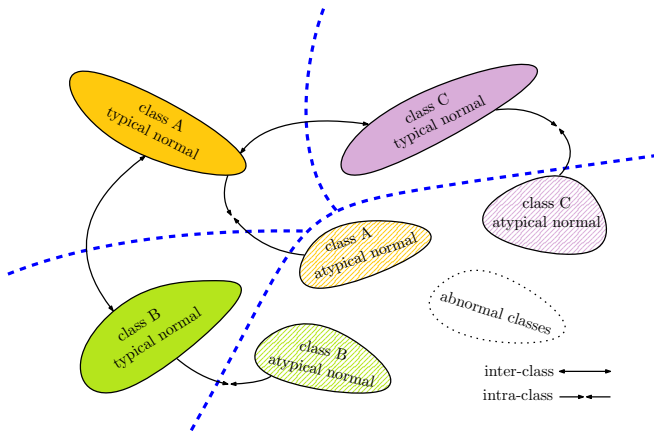 class A
typical normal
class C
typical normal
class C
atypical normal
class A
atypical normal
class B
typical normal
abnormal classes
class B
atypical normal
inter-class
intra-class